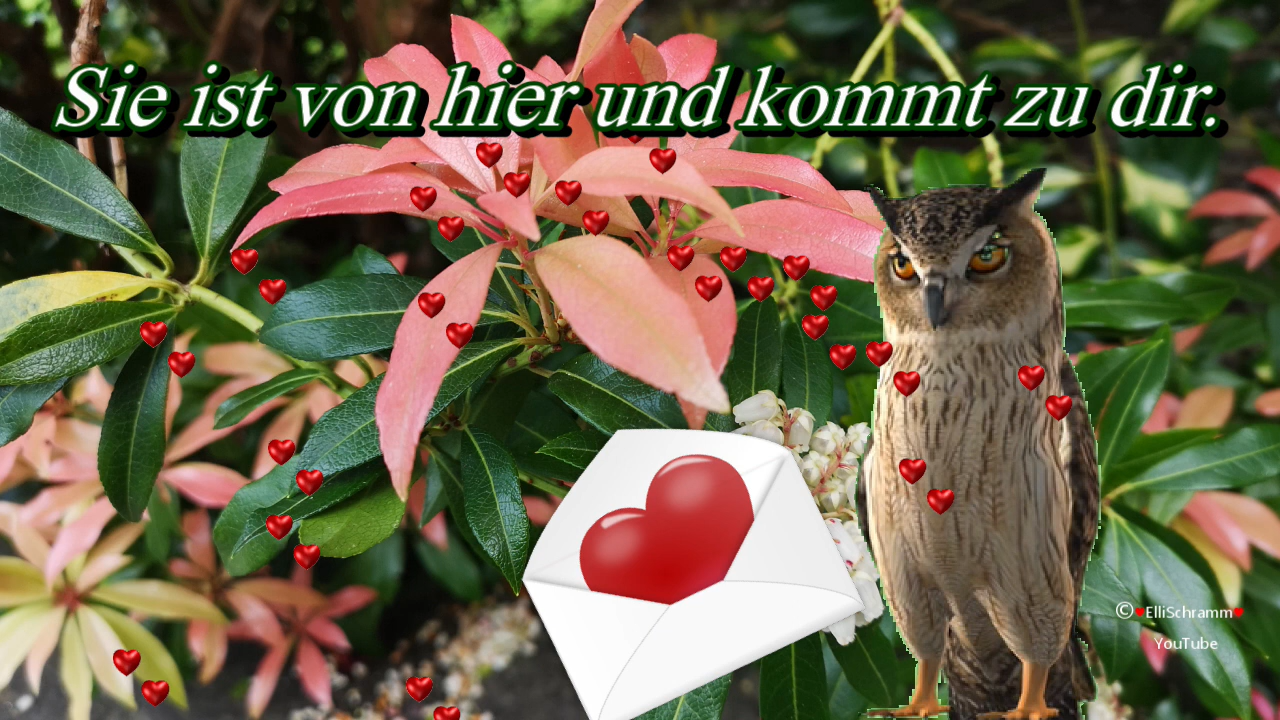 Sie ist von hier und kommt zu dir.
©♥ElliSchramm♥
YouTube